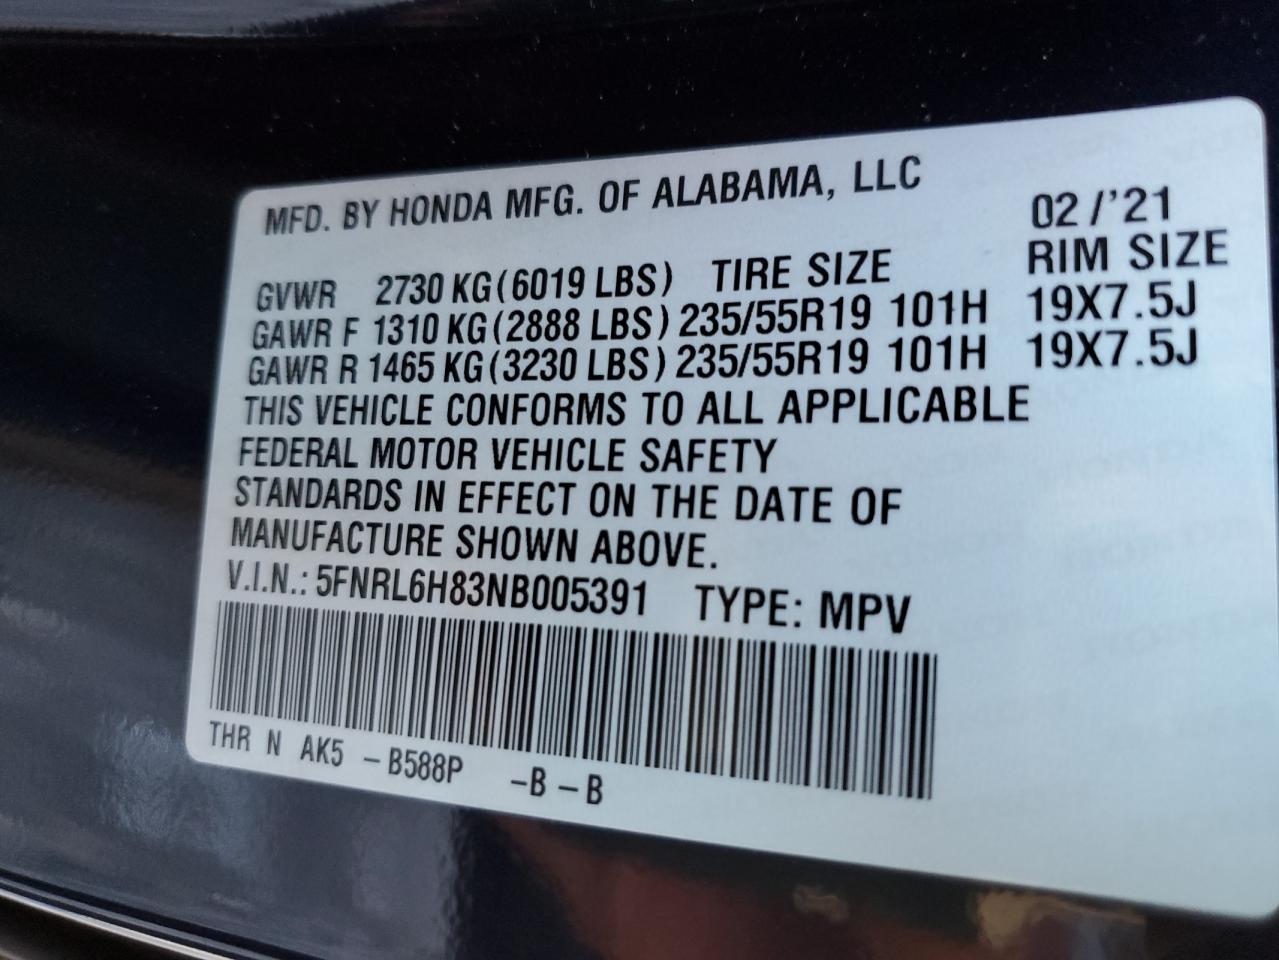 MFD. BY HONDA MFG. OF ALABAMA, LLC 02/'21
GVWR 2730 KG(6019 LBS) TIRE SIZE RIM SIZE
GAWR F 1310 KG(2888 LBS) 235/55R19 101H 19X7.5J
GAWR R 1465 KG(3230 LBS) 235/55R19 101H 19X7.5J
THIS VEHICLE CONFORMS TO ALL APPLICABLE
FEDERAL MOTOR VEHICLE SAFETY
STANDARDS IN EFFECT ON THE DATE OF
MANUFACTURE SHOWN ABOVE.
V.I.N.: 5FNRL6H83NB005391 TYPE: MPV
THR N AK5 -B588P -B-B